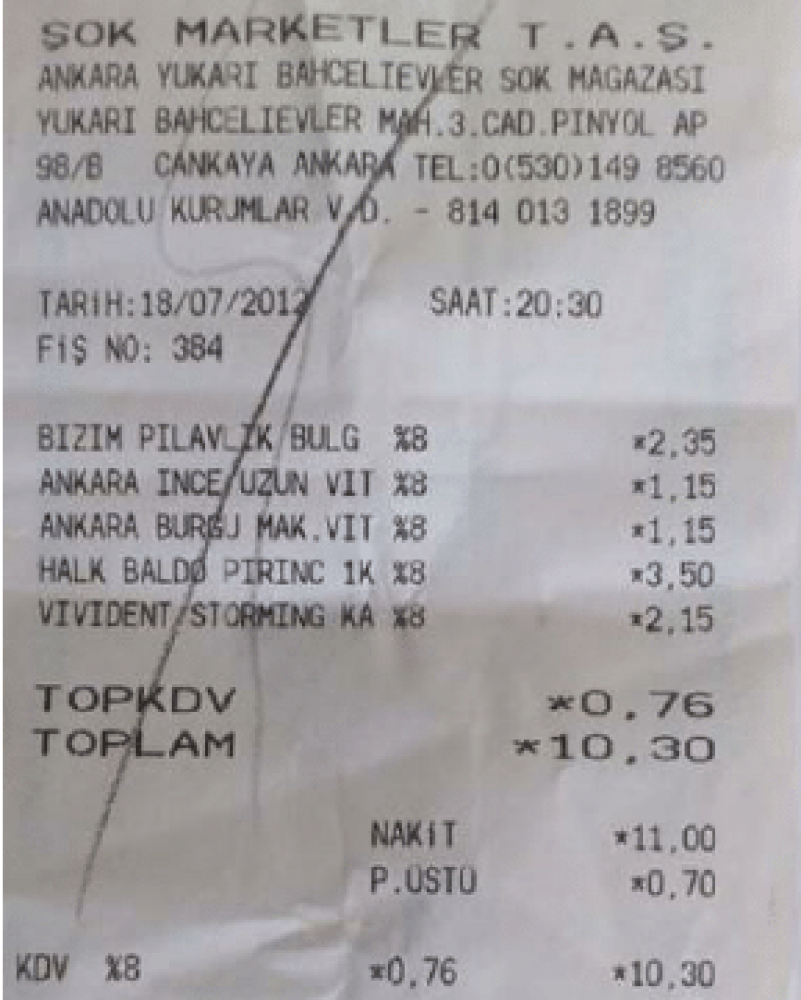 ŞOK MARKETLER T.A.Ş.
ANKARA YUKARI BAHCELIEVLER SOK MAGAZASI
YUKARI BAHCELIEVLER MAH.3.CAD.PINYOL AP
98/B CANKAYA ANKARA TEL:0(530)149 8560
ANADOLU KURUMLAR V.D. - 814 013 1899
TARİH:18/07/2012 SAAT:20:30
FİŞ NO: 384
BIZIM PILAVLIK BULG %8 *2,35
ANKARA INCE UZUN VIT %8 *1,15
ANKARA BURGU MAK.VIT %8 *1,15
HALK BALDO PIRINC 1K %8 *3,50
VIVIDENT STORMING KA %8 *2,15
TOPKDV *0,76
TOPLAM *10,30
NAKİT *11,00
P.ÜSTÜ *0,70
KDV %8 *0,76 *10,30